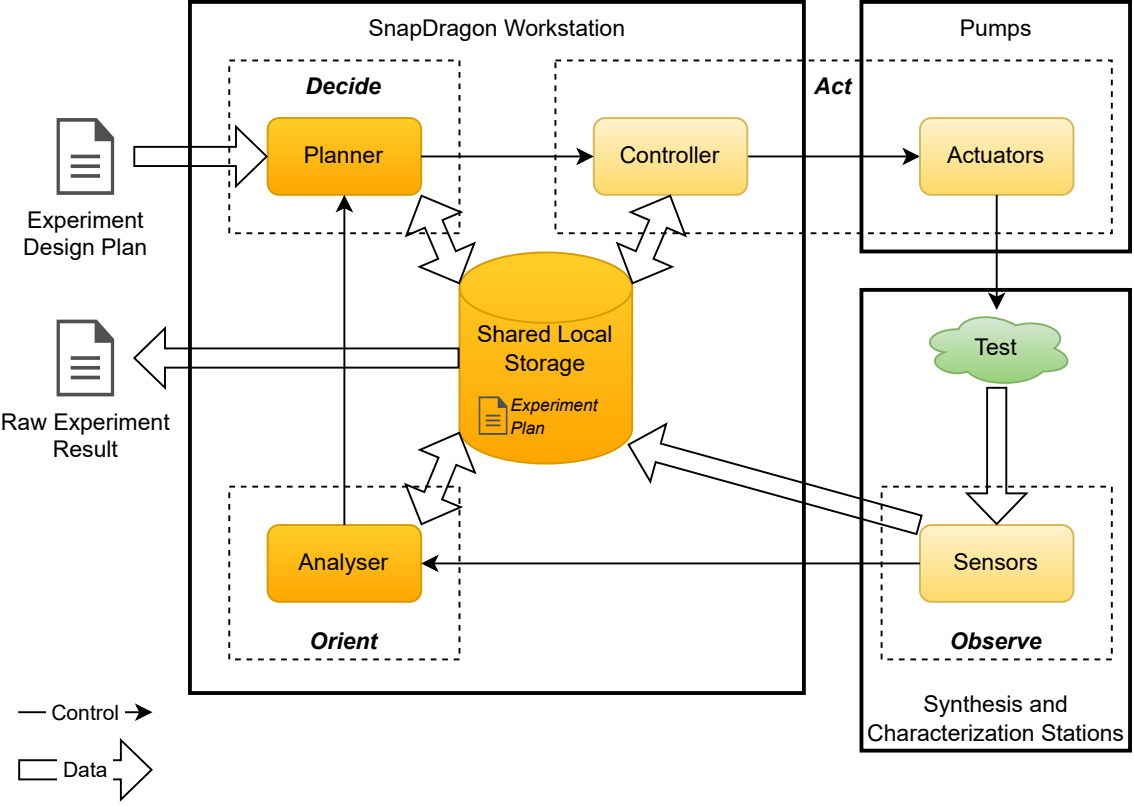 SnapDragon Workstation
Pumps
Decide
Act
Planner
Controller
Actuators
Experiment
Design Plan
Shared Local
Storage
Test
Experiment
Plan
Raw Experiment
Result
Analyser
Sensors
Orient
Observe
Control
Synthesis and
Characterization Stations
Data